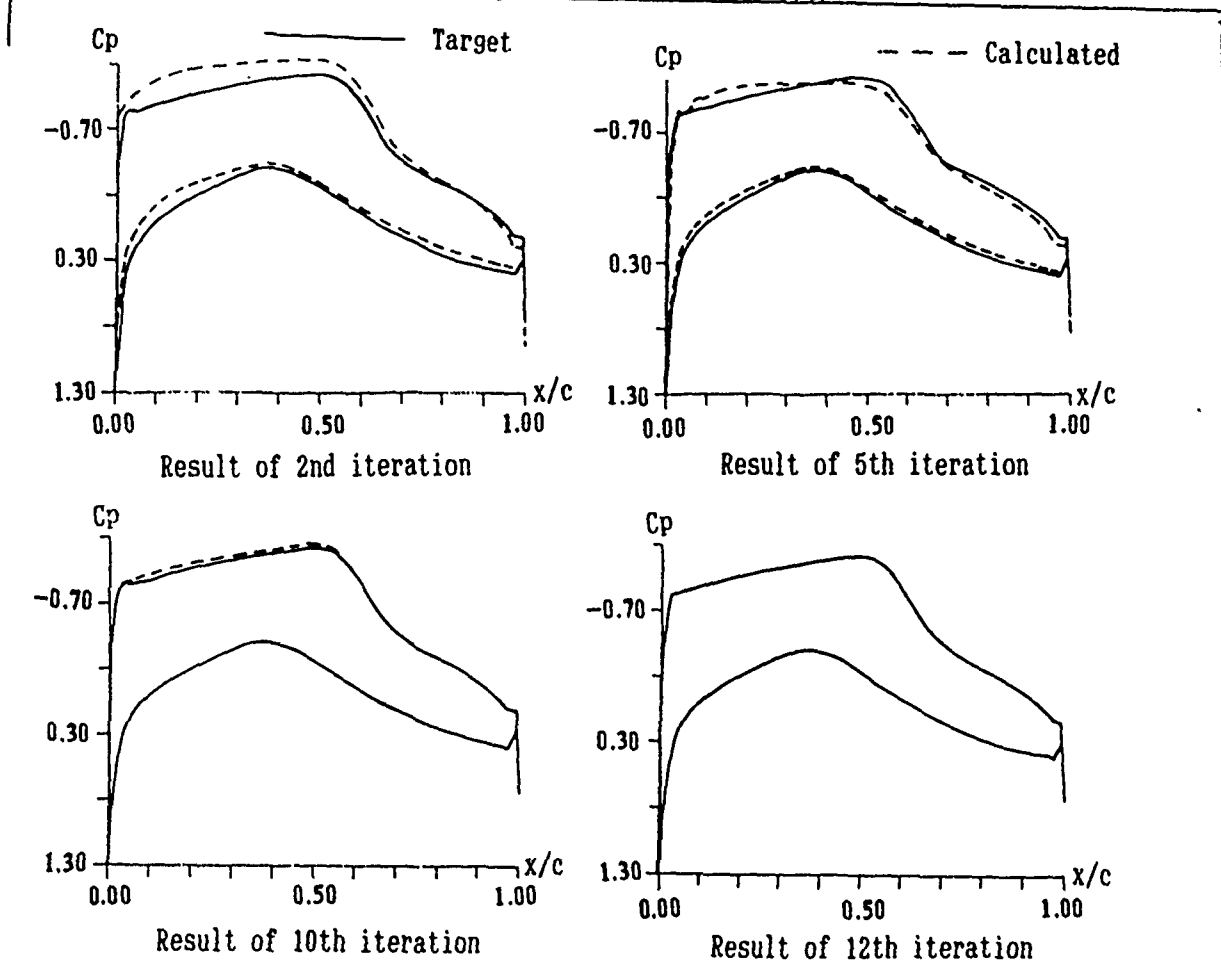 Target
Calculated
Cp
−0.70
0.30
1.30
x/c
0.00
0.50
1.00
Result of 2nd iteration
Cp
−0.70
0.30
1.30
x/c
0.00
0.50
1.00
Result of 5th iteration
Cp
−0.70
0.30
1.30
x/c
0.00
0.50
1.00
Result of 10th iteration
Cp
−0.70
0.30
1.30
x/c
0.00
0.50
1.00
Result of 12th iteration